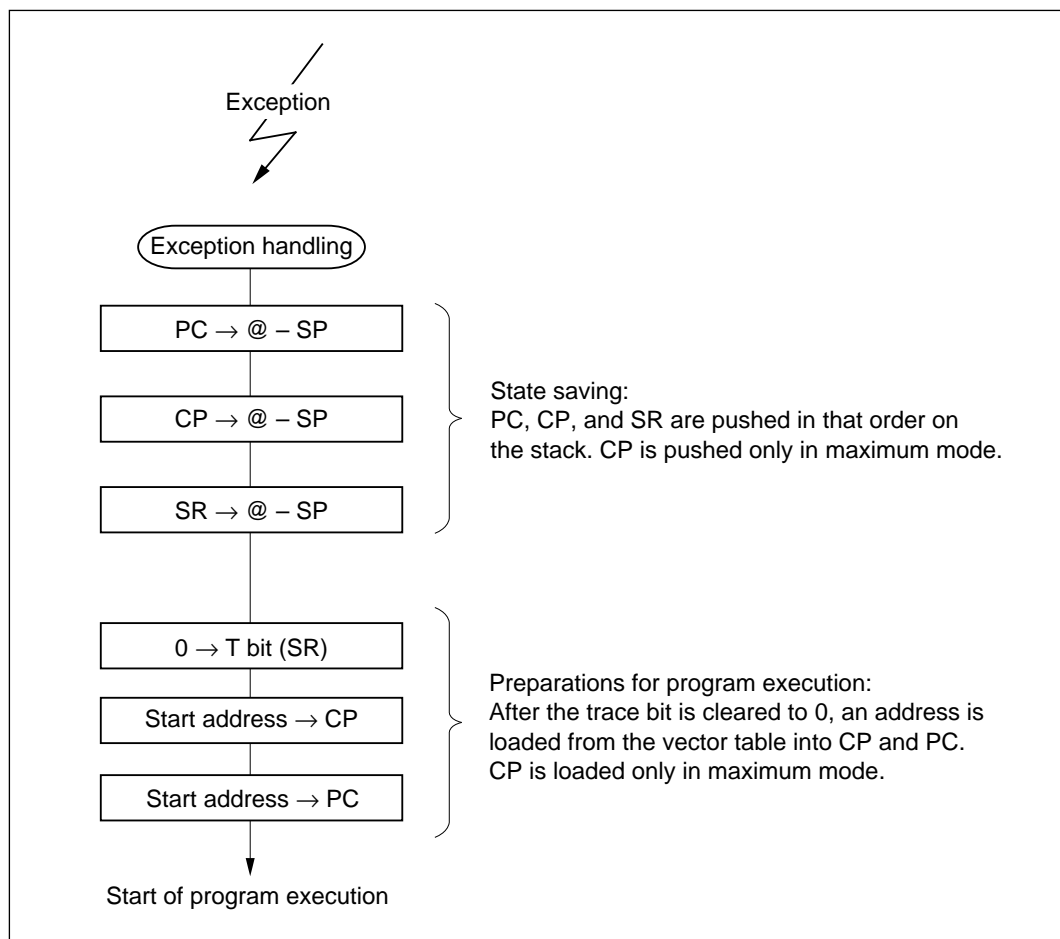 Exception
Exception handling
PC → @ – SP
CP → @ – SP
SR → @ – SP
State saving:
PC, CP, and SR are pushed in that order on
the stack. CP is pushed only in maximum mode.
0 → T bit (SR)
Start address → CP
Start address → PC
Preparations for program execution:
After the trace bit is cleared to 0, an address is
loaded from the vector table into CP and PC.
CP is loaded only in maximum mode.
Start of program execution